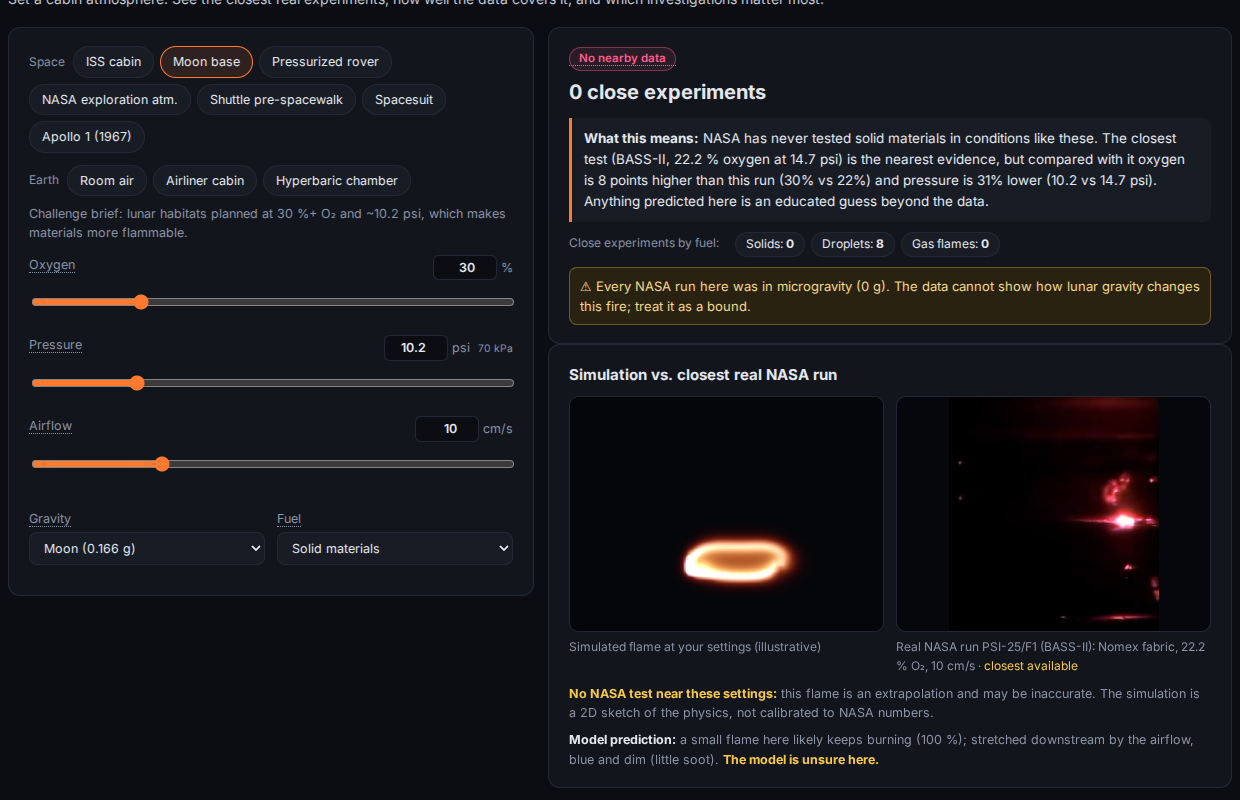 Set a cabin atmosphere. See the closest real experiments, how well the data covers it, and which investigations matter most.
Space ISS cabin Moon base Pressurized rover
NASA exploration atm. Shuttle pre-spacewalk Spacesuit
Apollo 1 (1967)
Earth Room air Airliner cabin Hyperbaric chamber
Challenge brief: lunar habitats planned at 30 %+ O₂ and ~10.2 psi, which makes
materials more flammable.
Oxygen 30 %
Pressure 10.2 psi 70 kPa
Airflow 10 cm/s
Gravity Fuel
Moon (0.166 g) Solid materials
No nearby data
0 close experiments
What this means: NASA has never tested solid materials in conditions like these. The closest
test (BASS-II, 22.2 % oxygen at 14.7 psi) is the nearest evidence, but compared with it oxygen
is 8 points higher than this run (30% vs 22%) and pressure is 31% lower (10.2 vs 14.7 psi).
Anything predicted here is an educated guess beyond the data.
Close experiments by fuel: Solids: 0 Droplets: 8 Gas flames: 0
⚠ Every NASA run here was in microgravity (0 g). The data cannot show how lunar gravity changes
this fire; treat it as a bound.
Simulation vs. closest real NASA run
Simulated flame at your settings (illustrative)
Real NASA run PSI-25/F1 (BASS-II): Nomex fabric, 22.2
% O₂, 10 cm/s · closest available
No NASA test near these settings: this flame is an extrapolation and may be inaccurate. The simulation is
a 2D sketch of the physics, not calibrated to NASA numbers.
Model prediction: a small flame here likely keeps burning (100 %); stretched downstream by the airflow,
blue and dim (little soot). The model is unsure here.